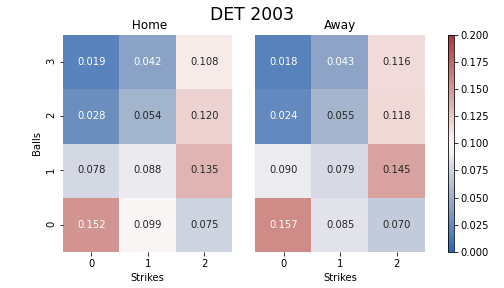 DET 2003
Home
Away
3 0.019 0.042 0.108 0.018 0.043 0.116
2 0.028 0.054 0.120 0.024 0.055 0.118
1 0.078 0.088 0.135 0.090 0.079 0.145
0 0.152 0.099 0.075 0.157 0.085 0.070
Balls
0 1 2
0 1 2
Strikes
Strikes
0.200
0.175
0.150
0.125
0.100
0.075
0.050
0.025
0.000